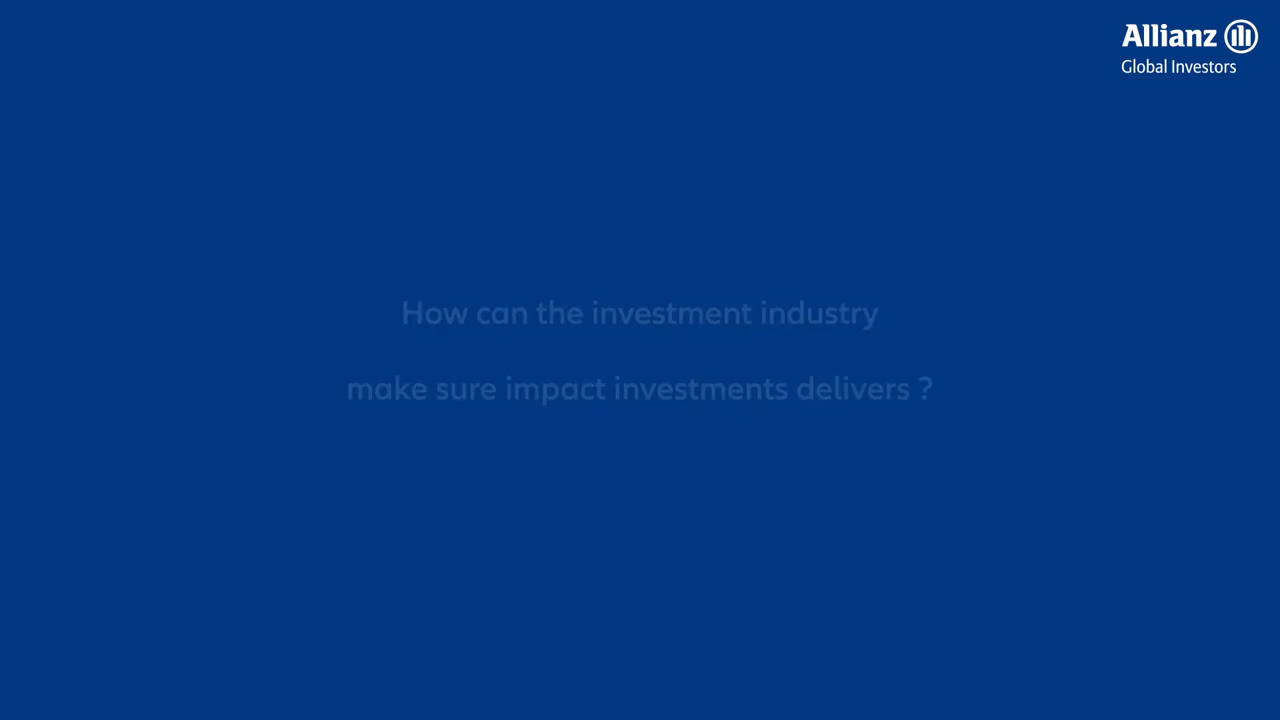 Allianz
Global Investors
How can the investment industry
make sure impact investments delivers ?